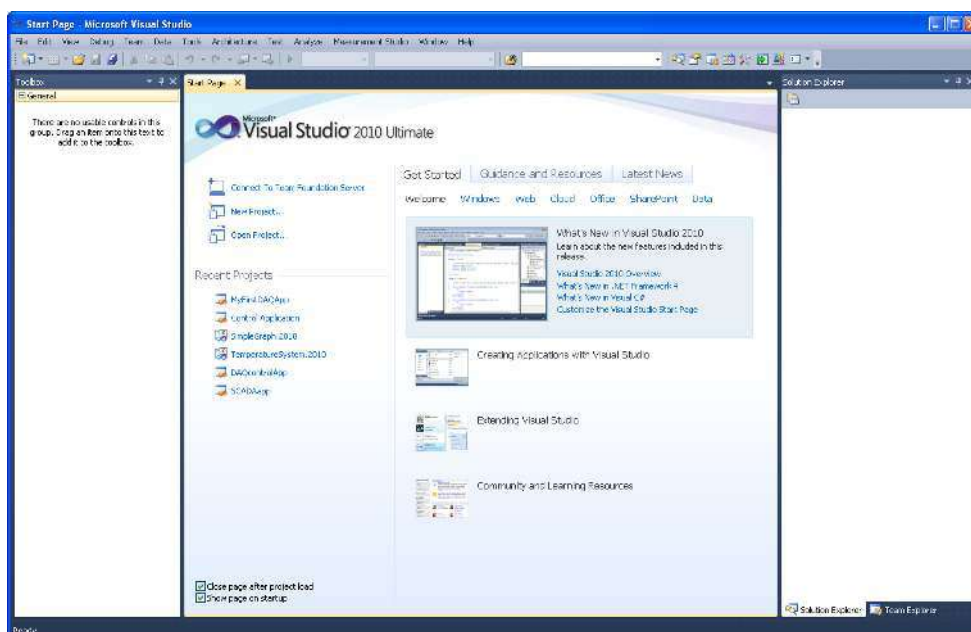 Start Page - Microsoft Visual Studio
File Edit View Debug Team Data Tools Architecture Test Analyze Measurement Studio Window Help
Toolbox
General
There are no usable controls in this
group. Drag an item onto this text to
add it to the toolbox.
Start Page
Microsoft
Visual Studio 2010 Ultimate
Connect To Team Foundation Server
New Project...
Open Project...
Recent Projects
MyFirstDAQApp
Control Application
SimpleGraph.2010
TemperatureSystem.2010
DAQcontrolApp
SCADAapp
Close page after project load
Show page on startup
Get Started Guidance and Resources Latest News
Welcome Windows Web Cloud Office SharePoint Data
What's New in Visual Studio 2010
Learn about the new features included in this
release.
Visual Studio 2010 Overview
What's New in .NET Framework 4
What's New in Visual C#
Customize the Visual Studio Start Page
Creating Applications with Visual Studio
Extending Visual Studio
Community and Learning Resources
Solution Explorer
Solution Explorer Team Explorer
Ready